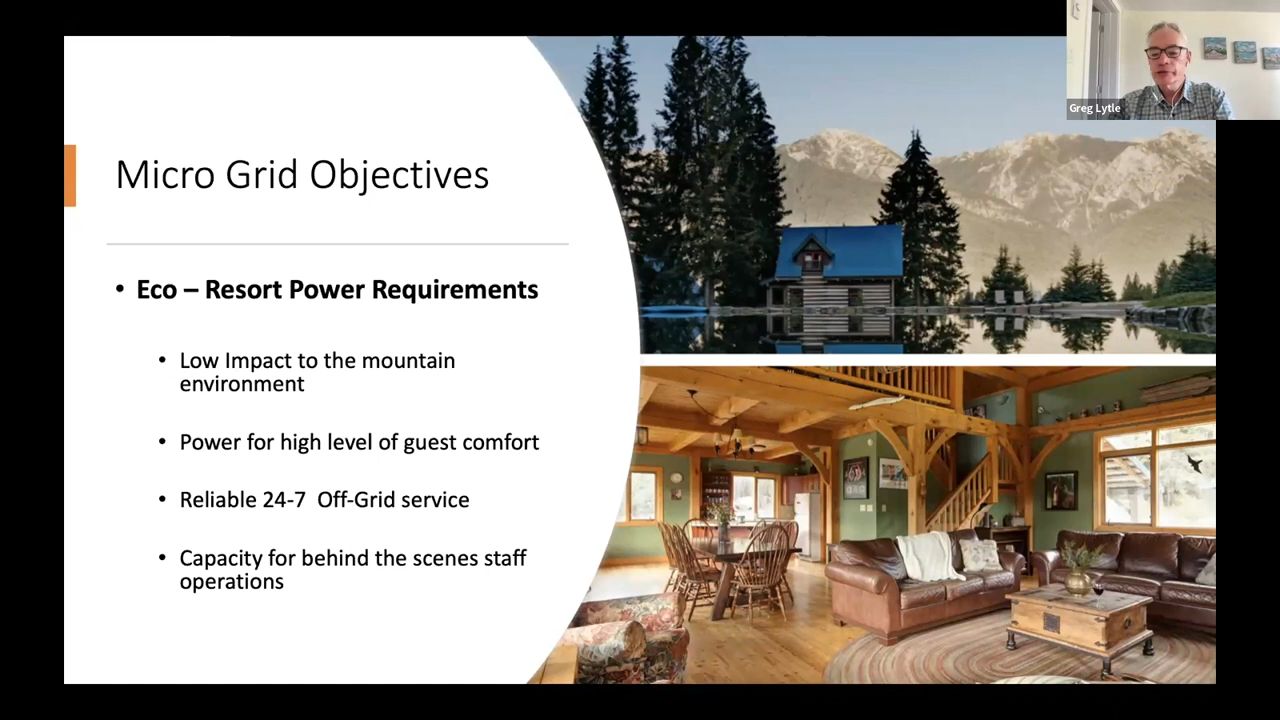 Greg Lytle
Micro Grid Objectives
• Eco – Resort Power Requirements
• Low Impact to the mountain
environment
• Power for high level of guest comfort
• Reliable 24-7 Off-Grid service
• Capacity for behind the scenes staff
operations